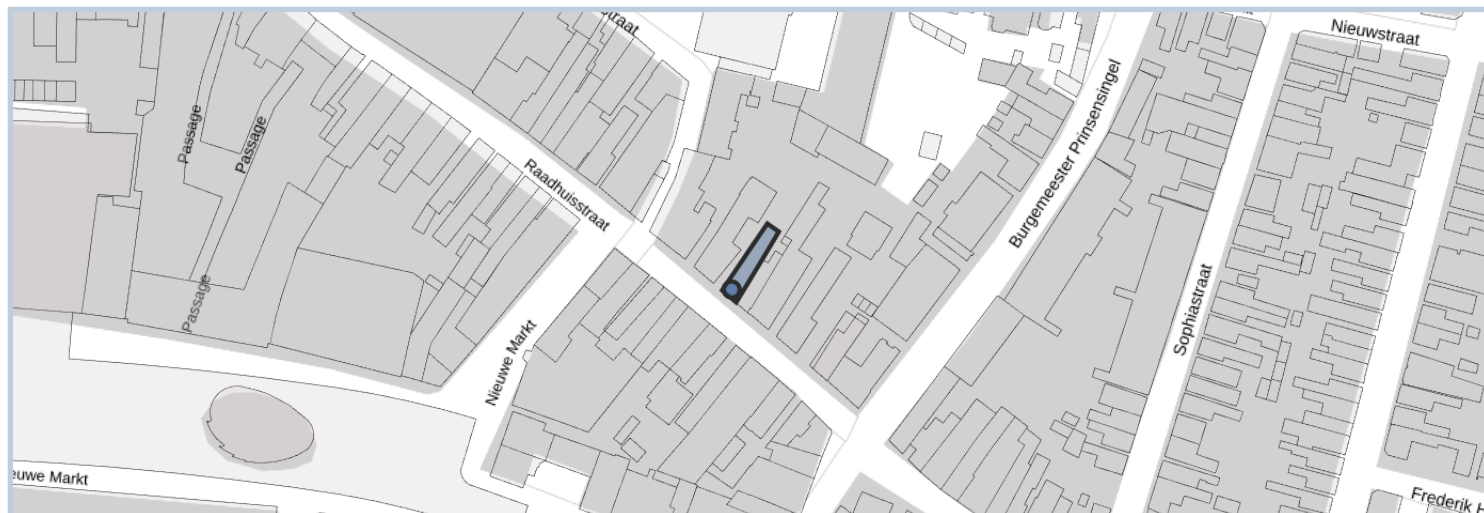 straat
Nieuwstraat
Passage
Passage
Raadhuisstraat
Burgemeester Prinsensingel
Passage
Sophiastraat
Nieuwe Markt
euwe Markt
Frederik